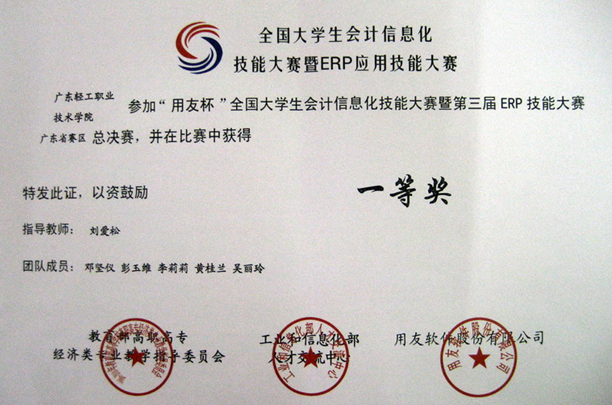 全国大学生会计信息化
技能大赛暨ERP应用技能大赛
广东轻工职业
技术学院
参加“用友杯”全国大学生会计信息化技能大赛暨第三届ERP技能大赛
广东省赛区 总决赛，并在比赛中获得
一等奖
特发此证，以资鼓励
指导教师： 刘爱松
团队成员： 邓坚仪 彭玉维 李莉莉 黄桂兰 吴丽玲
教育部高职高专
经济类专业教学指导委员会
工业和信息化部
人才交流中心
用友软件股份有限公司